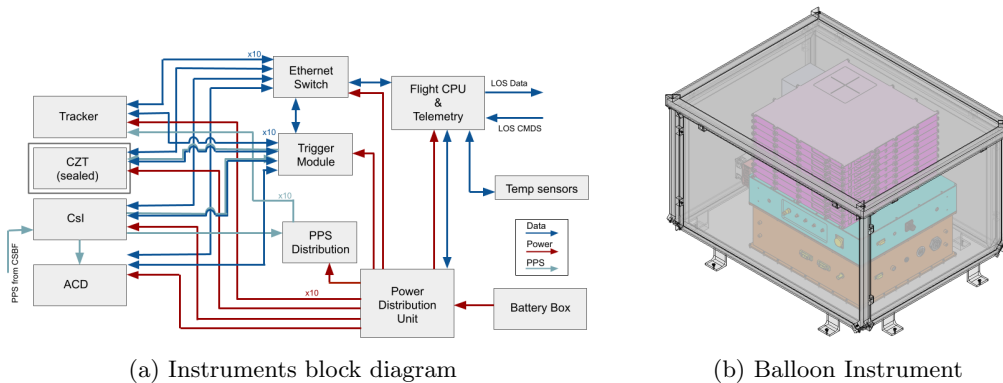 x10
Ethernet
Switch
Flight CPU
&
Telemetry
LOS Data
LOS CMDS
Tracker
x10
Trigger
Module
CZT
(sealed)
Temp sensors
x10
CsI
PPS
Distribution
Data
Power
PPS
PPS from CSBF
ACD
x10
Power
Distribution
Unit
Battery Box
(a) Instruments block diagram
(b) Balloon Instrument